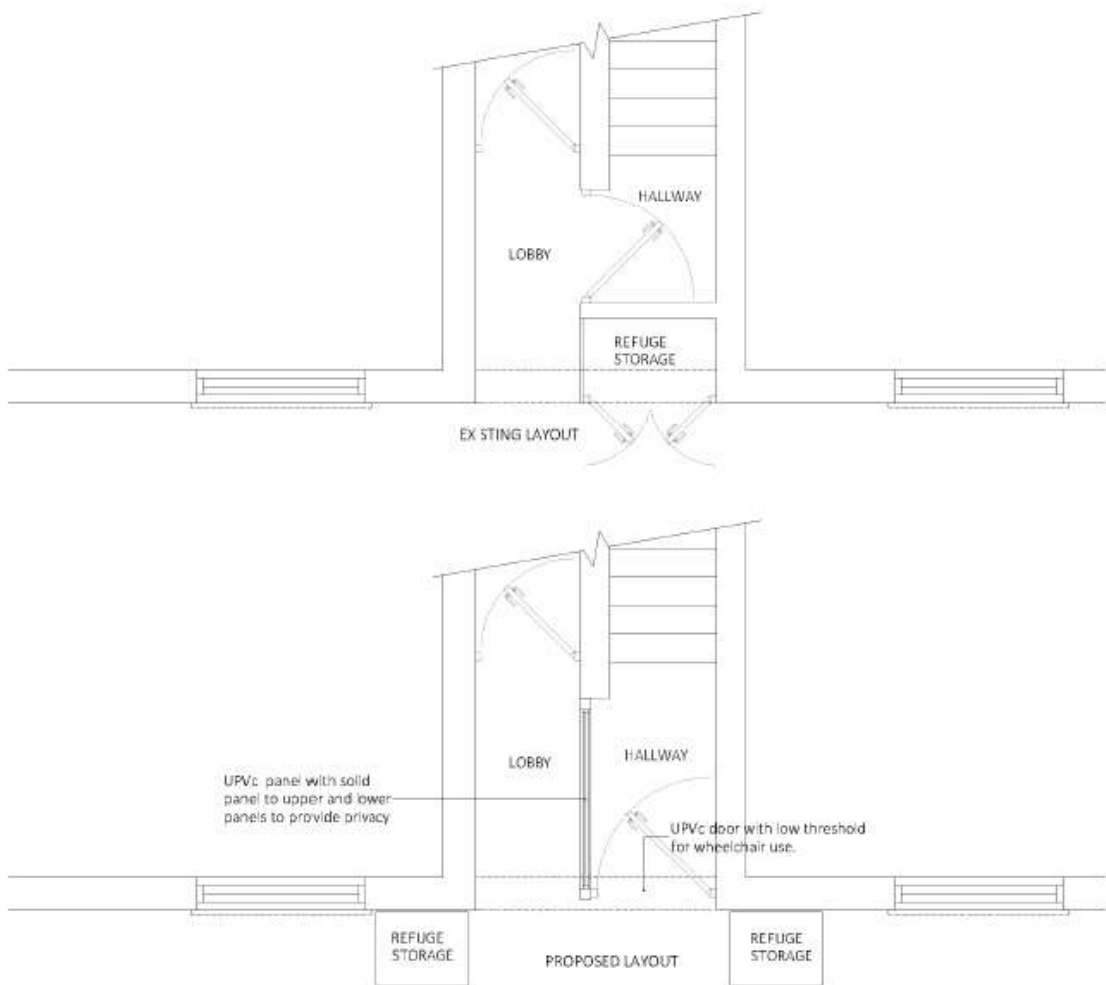 HALLWAY
LOBBY
REFUGE
STORAGE
EX STING LAYOUT
LOBBY
HALLWAY
UPVc panel with solid
panel to upper and lower
panels to provide privacy
UPVc door with low threshold
for wheelchair use.
REFUGE
STORAGE
PROPOSED LAYOUT
REFUGE
STORAGE